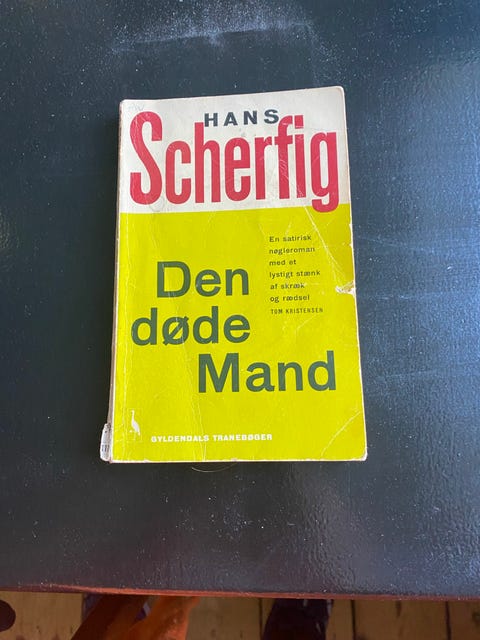 HANS
Scherfig
En satirisk
nøgleroman
med et
lystigt stænk
af skræk
og rædsel
TOM KRISTENSEN
Den
døde
Mand
GYLDENDALS TRANEBØGER